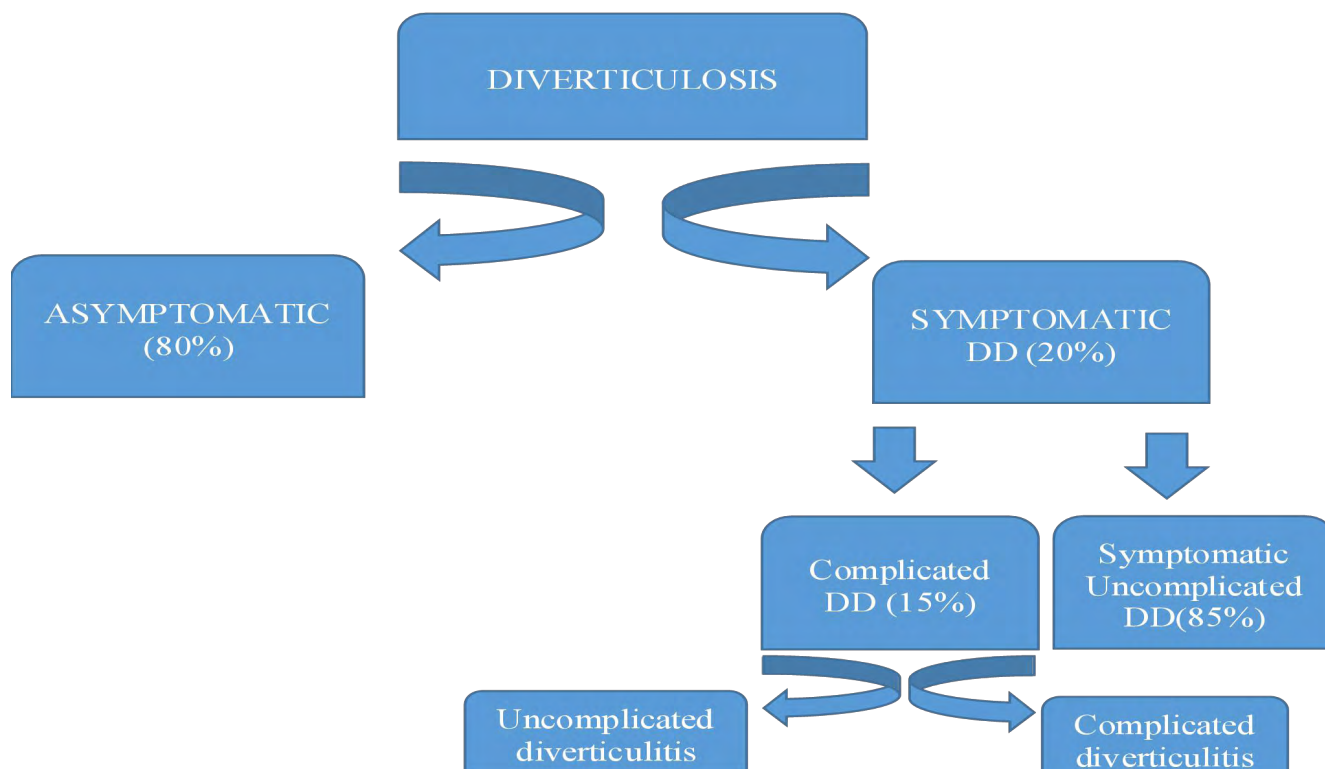 DIVERTICULOSIS
ASYMPTOMATIC
(80%)
SYMPTOMATIC
DD (20%)
Complicated
DD (15%)
Symptomatic
Uncomplicated
DD(85%)
Uncomplicated
diverticulitis
Complicated
diverticulitis